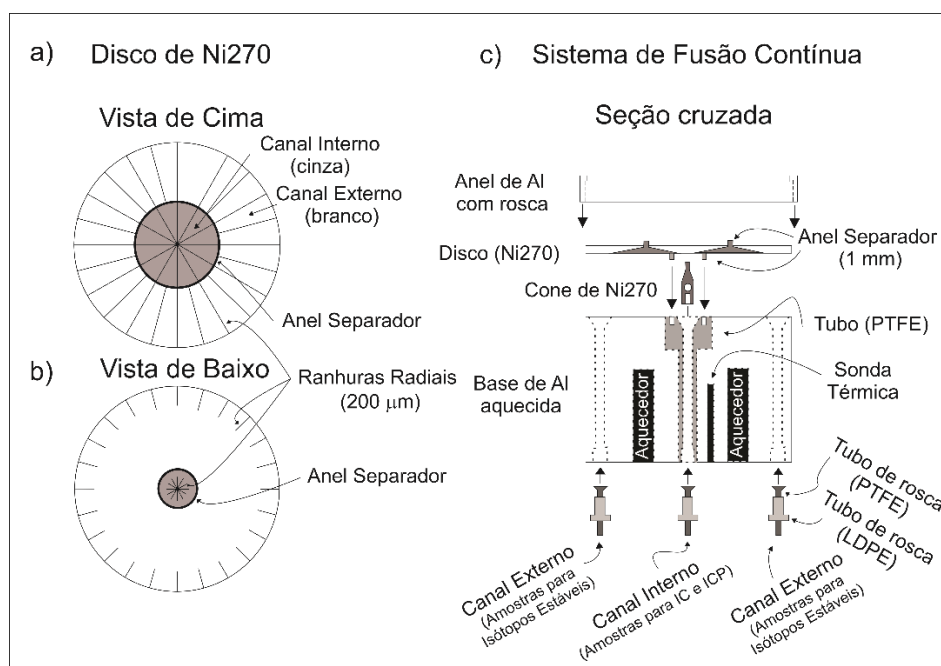 a) Disco de Ni270
Vista de Cima
Canal Interno
(cinza)
Canal Externo
(branco)
Anel Separador
b) Vista de Baixo
Ranhuras Radiais
(200 µm)
Anel Separador
c) Sistema de Fusão Contínua
Seção cruzada
Anel de Al
com rosca
Disco (Ni270)
Anel Separador
(1 mm)
Cone de Ni270
Tubo (PTFE)
Base de Al
aquecida
Aquecedor
Aquecedor
Sonda
Térmica
Tubo de rosca
(PTFE)
Tubo de rosca
(LDPE)
Canal Externo
(Amostras para
Isótopos Estáveis)
Canal Interno
(Amostras para IC e ICP)
Canal Externo
(Amostras para
Isótopos Estáveis)